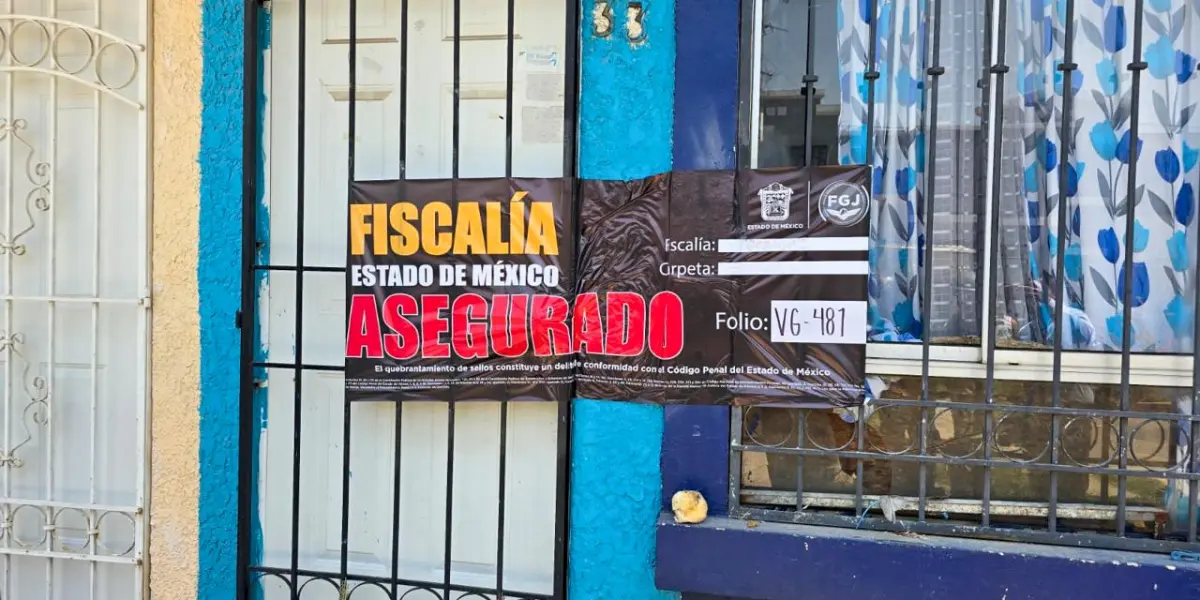 33
FISCALÍA
ESTADO DE MÉXICO
ASEGURADO
El quebrantamiento de sellos constituye un delito de conformidad con el Código Penal del Estado de México
ESTADO DE MÉXICO
FGJ
Fiscalía:
Carpeta:
Folio: VG-481